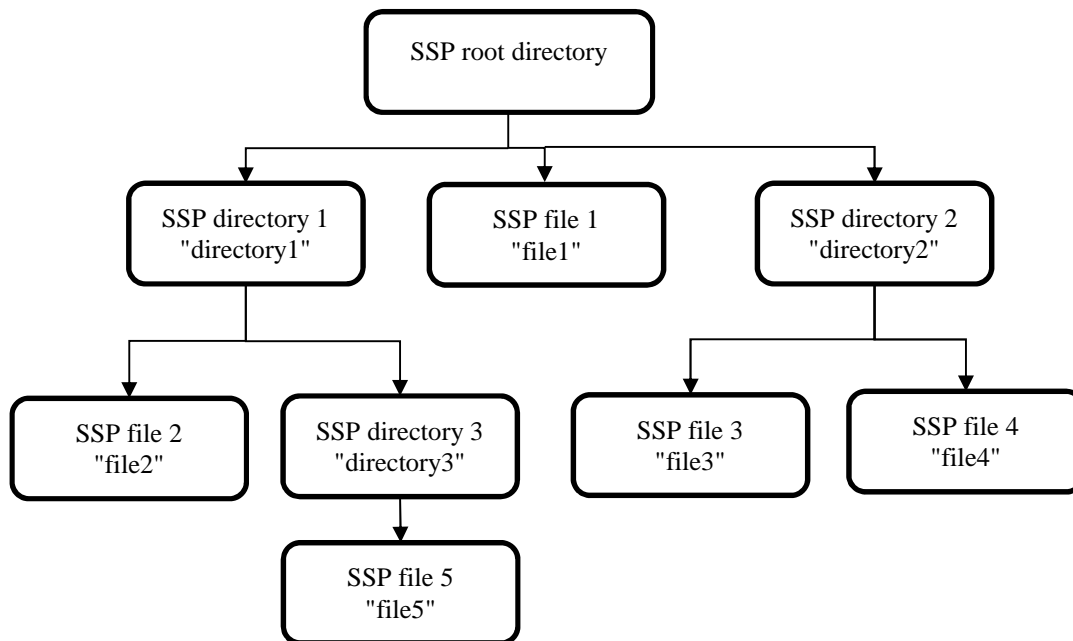 SSP root directory
SSP directory 1
"directory1"
SSP file 1
"file1"
SSP directory 2
"directory2"
SSP file 2
"file2"
SSP directory 3
"directory3"
SSP file 3
"file3"
SSP file 4
"file4"
SSP file 5
"file5"